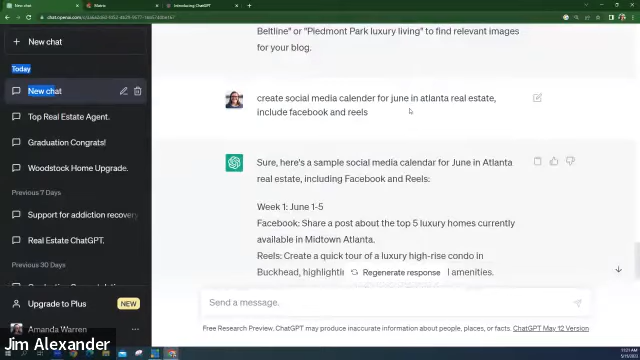 New chat
Matrix
Introducing ChatGPT
New chat
Today
New chat
Top Real Estate Agent.
Graduation Congrats!
Woodstock Home Upgrade.
Previous 7 Days
Support for addiction recovery
Real Estate ChatGPT.
Previous 30 Days
Upgrade to Plus
NEW
Amanda Warren
Jim Alexander
Beltline" or "Piedmont Park luxury living" to find relevant images
for your blog.
create social media calender for june in atlanta real estate,
include facebook and reels
Sure, here's a sample social media calendar for June in Atlanta
real estate, including Facebook and Reels:
Week 1: June 1-5
Facebook: Share a post about the top 5 luxury homes currently
available in Midtown Atlanta.
Reels: Create a quick tour of a luxury high-rise condo in
Buckhead, highlightin
Regenerate response
l amenities.
Send a message.
Free Research Preview. ChatGPT may produce inaccurate information about people, places, or facts. ChatGPT May 12 Version